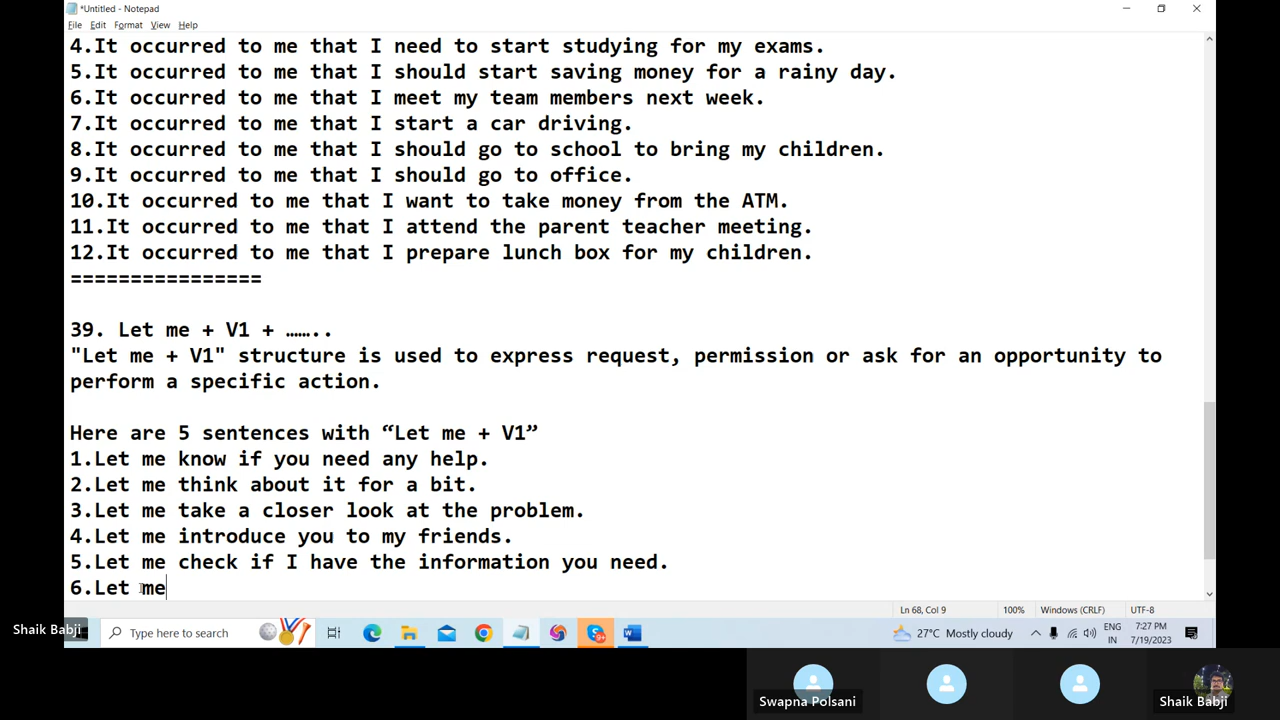 *Untitled - Notepad
File Edit Format View Help
4.It occurred to me that I need to start studying for my exams.
5.It occurred to me that I should start saving money for a rainy day.
6.It occurred to me that I meet my team members next week.
7.It occurred to me that I start a car driving.
8.It occurred to me that I should go to school to bring my children.
9.It occurred to me that I should go to office.
10.It occurred to me that I want to take money from the ATM.
11.It occurred to me that I attend the parent teacher meeting.
12.It occurred to me that I prepare lunch box for my children.
================
39. Let me + V1 + ……..
"Let me + V1" structure is used to express request, permission or ask for an opportunity to
perform a specific action.
Here are 5 sentences with “Let me + V1”
1.Let me know if you need any help.
2.Let me think about it for a bit.
3.Let me take a closer look at the problem.
4.Let me introduce you to my friends.
5.Let me check if I have the information you need.
6.Let me
Ln 68, Col 9 100% Windows (CRLF) UTF-8
Shaik Babji
Type here to search
27°C Mostly cloudy
ENG
IN
7:27 PM
7/19/2023
Swapna Polsani
Shaik Babji